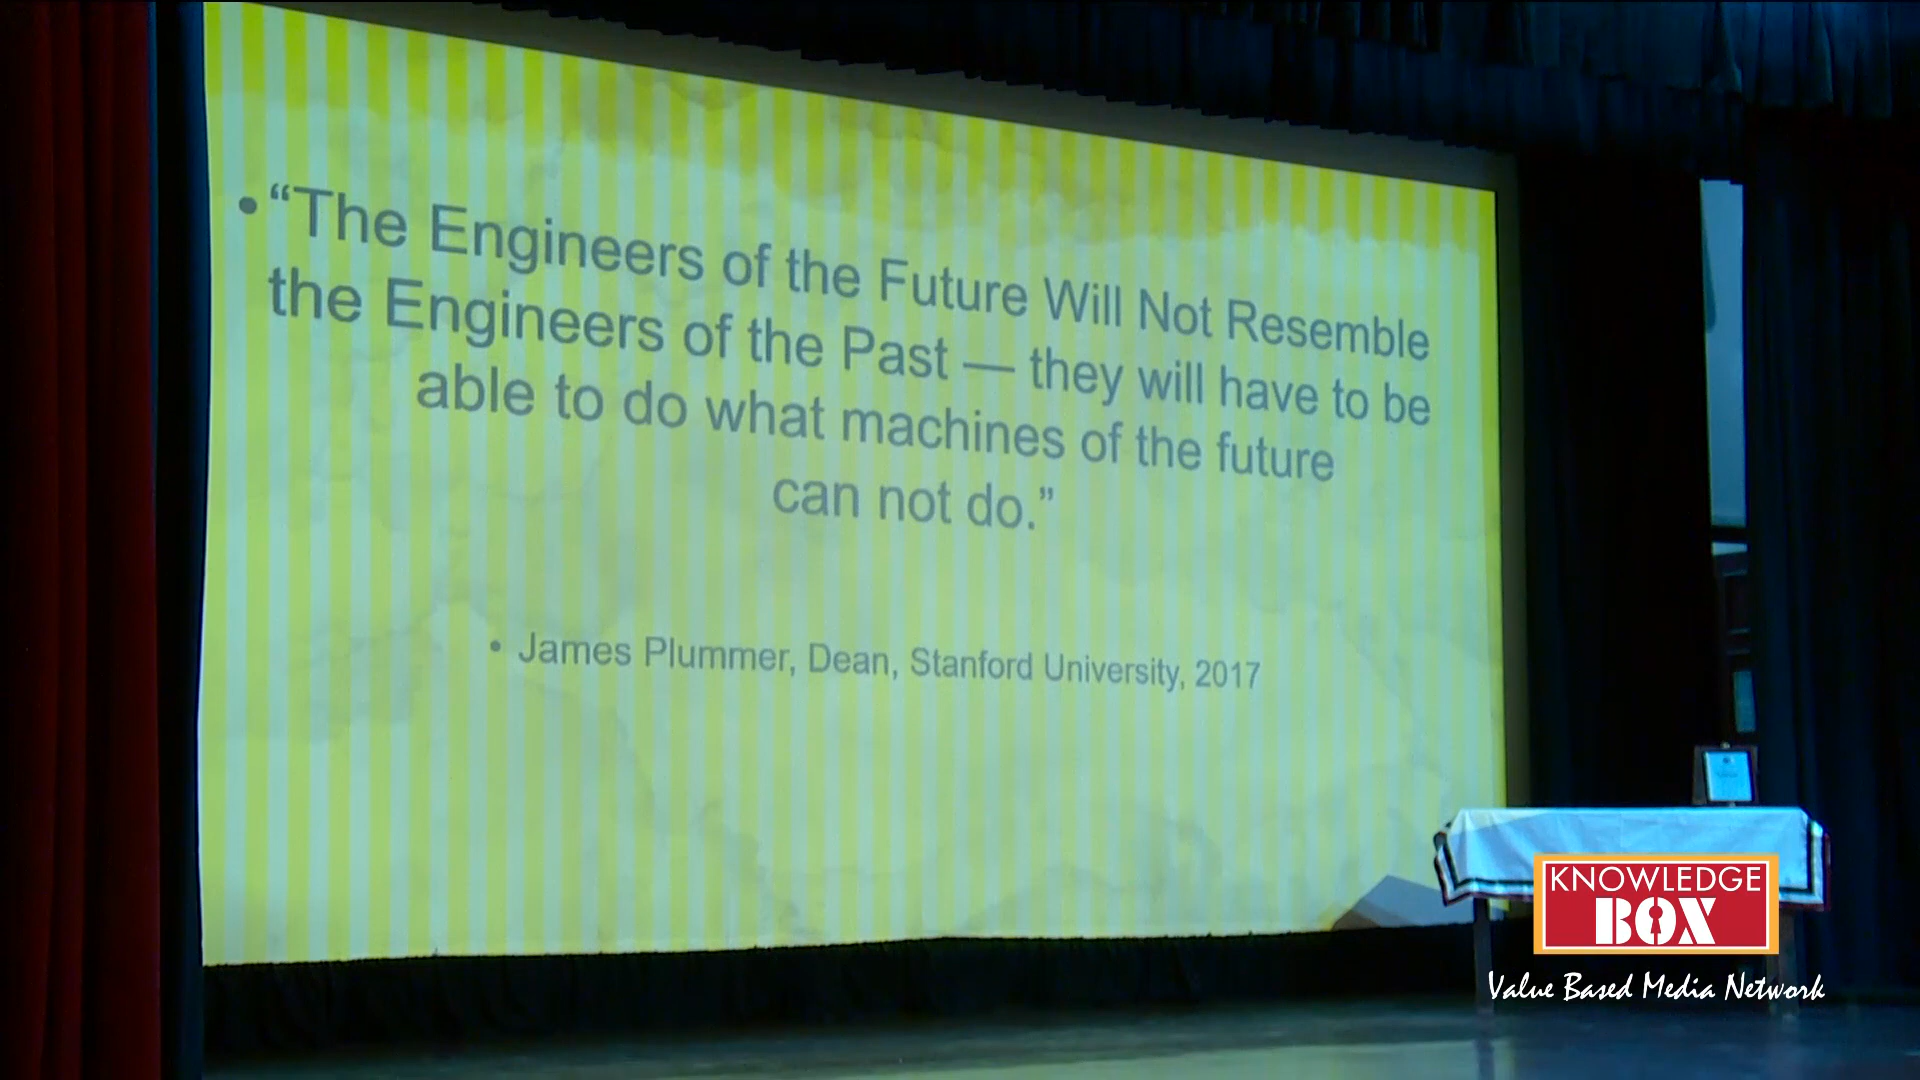 • “The Engineers of the Future Will Not Resemble
the Engineers of the Past — they will have to be
able to do what machines of the future
can not do.”
• James Plummer, Dean, Stanford University, 2017
KNOWLEDGE
BOX
Value Based Media Network